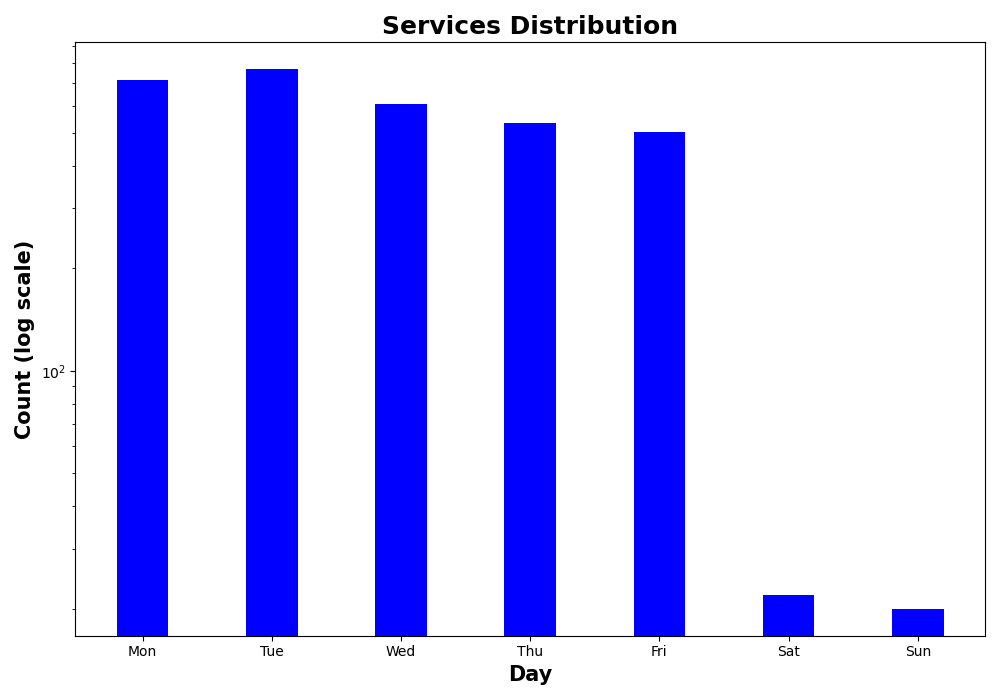 Services Distribution
Count (log scale)
10²
Mon Tue Wed Thu Fri Sat Sun
Day